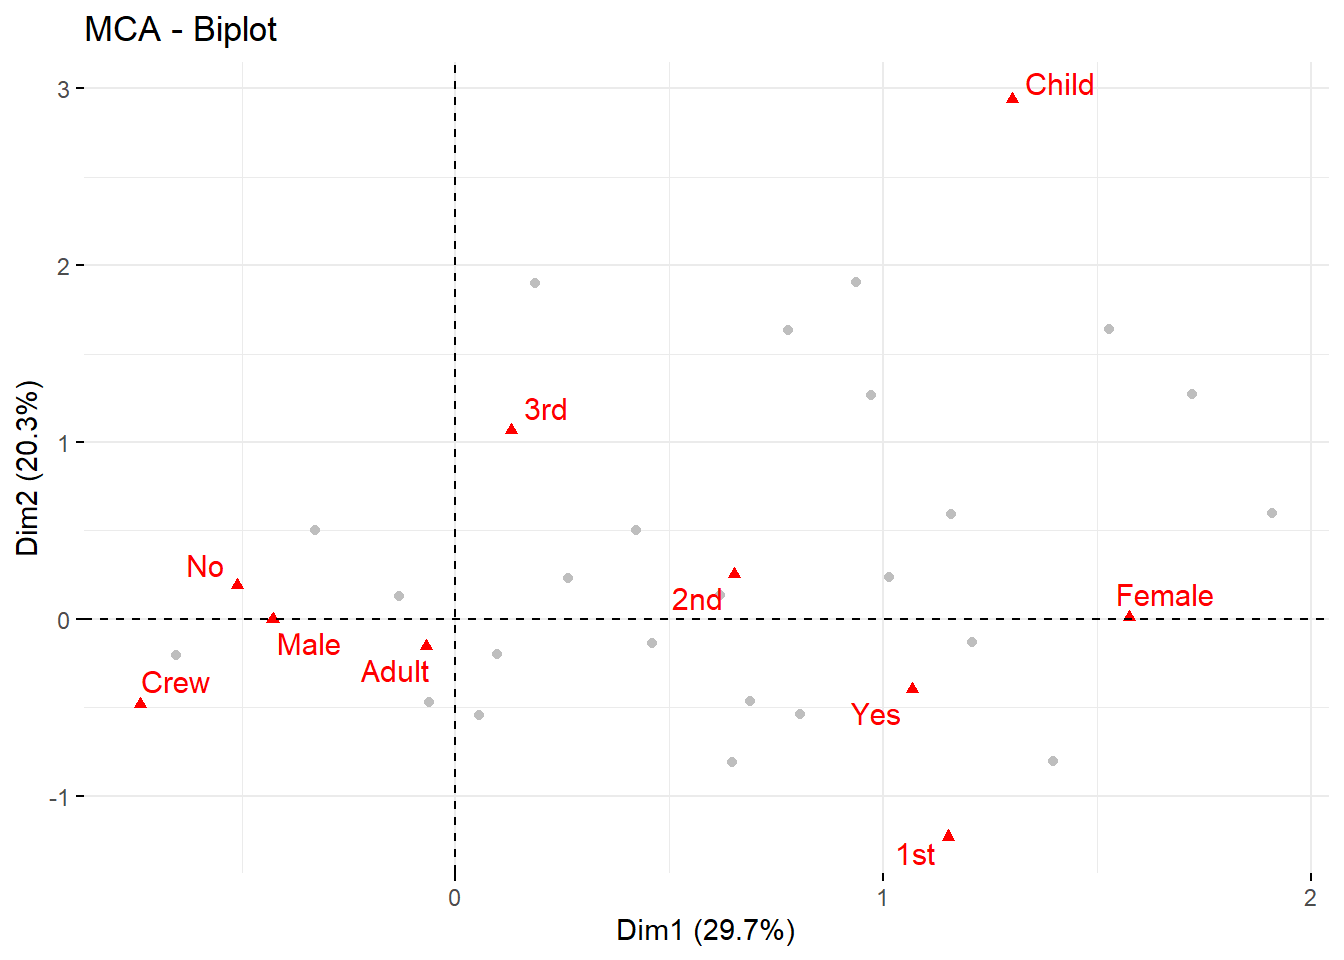 MCA - Biplot
3
2
1
0
-1
Dim2 (20.3%)
Child
3rd
No
2nd
Female
Male
Adult
Crew
Yes
1st
0
1
2
Dim1 (29.7%)